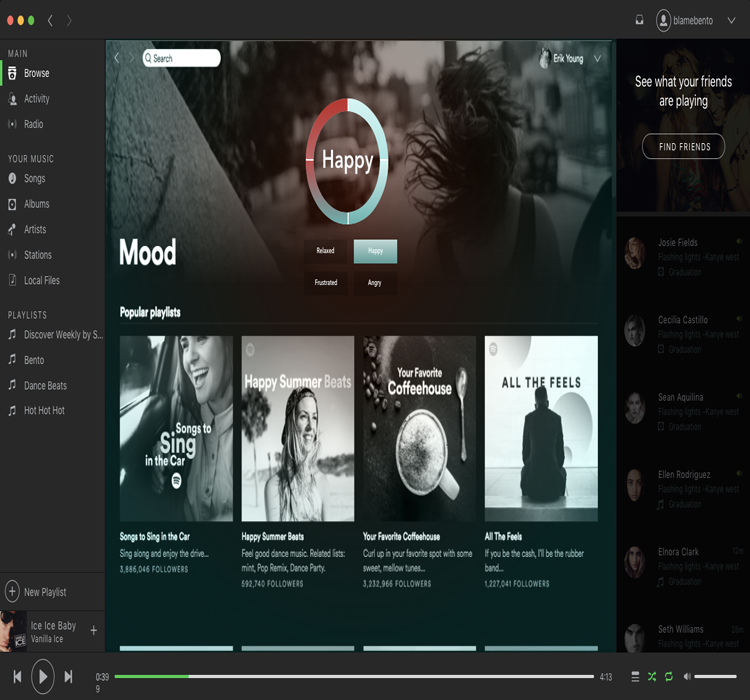 blamebento
MAIN
Browse
Activity
Radio
YOUR MUSIC
Songs
Albums
Artists
Stations
Local Files
PLAYLISTS
Discover Weekly by S...
Bento
Dance Beats
Hot Hot Hot
New Playlist
Ice Ice Baby
Vanilla Ice
Search
Erik Young
Happy
Mood
Relaxed
Happy
Frustrated
Angry
Popular playlists
Songs to
Sing
in the Car
Happy Summer Beats
Your Favorite
Coffeehouse
ALL THE FEELS
Songs to Sing in the Car
Sing along and enjoy the drive...
3,886,046 FOLLOWERS
Happy Summer Beats
Feel good dance music. Related lists:
mint, Pop Remix, Dance Party.
592,740 FOLLOWERS
Your Favorite Coffeehouse
Curl up in your favorite spot with some
sweet, mellow tunes...
3,232,966 FOLLOWERS
All The Feels
If you be the cash, I'll be the rubber
band...
1,227,041 FOLLOWERS
See what your friends
are playing
FIND FRIENDS
Josie Fields
Flashing lights -Kanye west
Graduation
Cecilia Castillo
Flashing lights -Kanye west
Graduation
Sean Aquilina
Flashing lights -Kanye west
Graduation
Ellen Rodriguez
Flashing lights -Kanye west
Graduation
Elnora Clark
12m
Flashing lights -Kanye west
Graduation
Seth Williams
Flashing lights -Kanye west
0:39
9
4:13